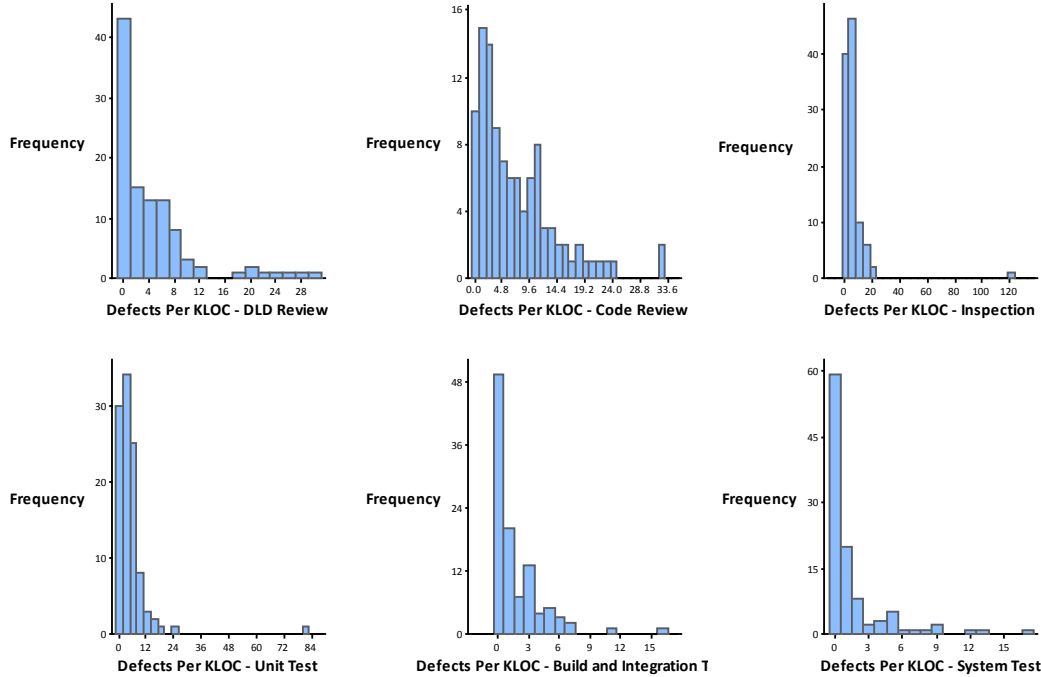 40
30
20
10
0
Frequency
0 4 8 12 16 20 24 28
Defects Per KLOC - DLD Review
16
12
8
4
0
Frequency
0.0 4.8 9.6 14.4 19.2 24.0 28.8 33.6
Defects Per KLOC - Code Review
40
30
20
10
0
Frequency
0 20 40 60 80 100 120
Defects Per KLOC - Inspection
30
20
10
0
Frequency
0 12 24 36 48 60 72 84
Defects Per KLOC - Unit Test
48
36
24
12
0
Frequency
0 3 6 9 12 15
Defects Per KLOC - Build and Integration T
60
45
30
15
0
Frequency
0 3 6 9 12 15
Defects Per KLOC - System Test